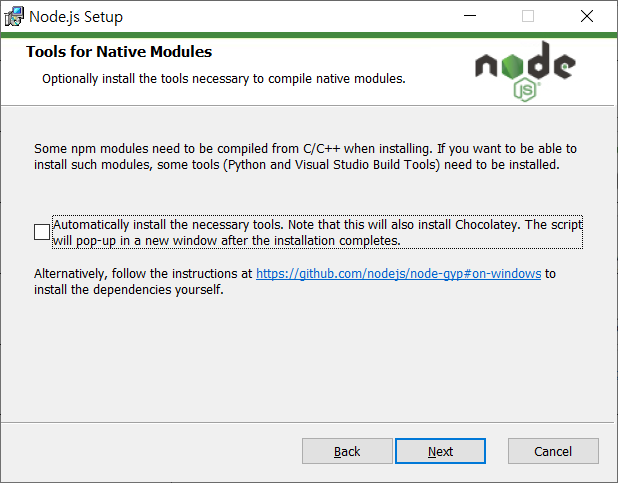 Node.js Setup
Tools for Native Modules
Optionally install the tools necessary to compile native modules.
node
JS
Some npm modules need to be compiled from C/C++ when installing. If you want to be able to
install such modules, some tools (Python and Visual Studio Build Tools) need to be installed.
Automatically install the necessary tools. Note that this will also install Chocolatey. The script
will pop-up in a new window after the installation completes.
Alternatively, follow the instructions at https://github.com/nodejs/node-gyp#on-windows to
install the dependencies yourself.
Back
Next
Cancel